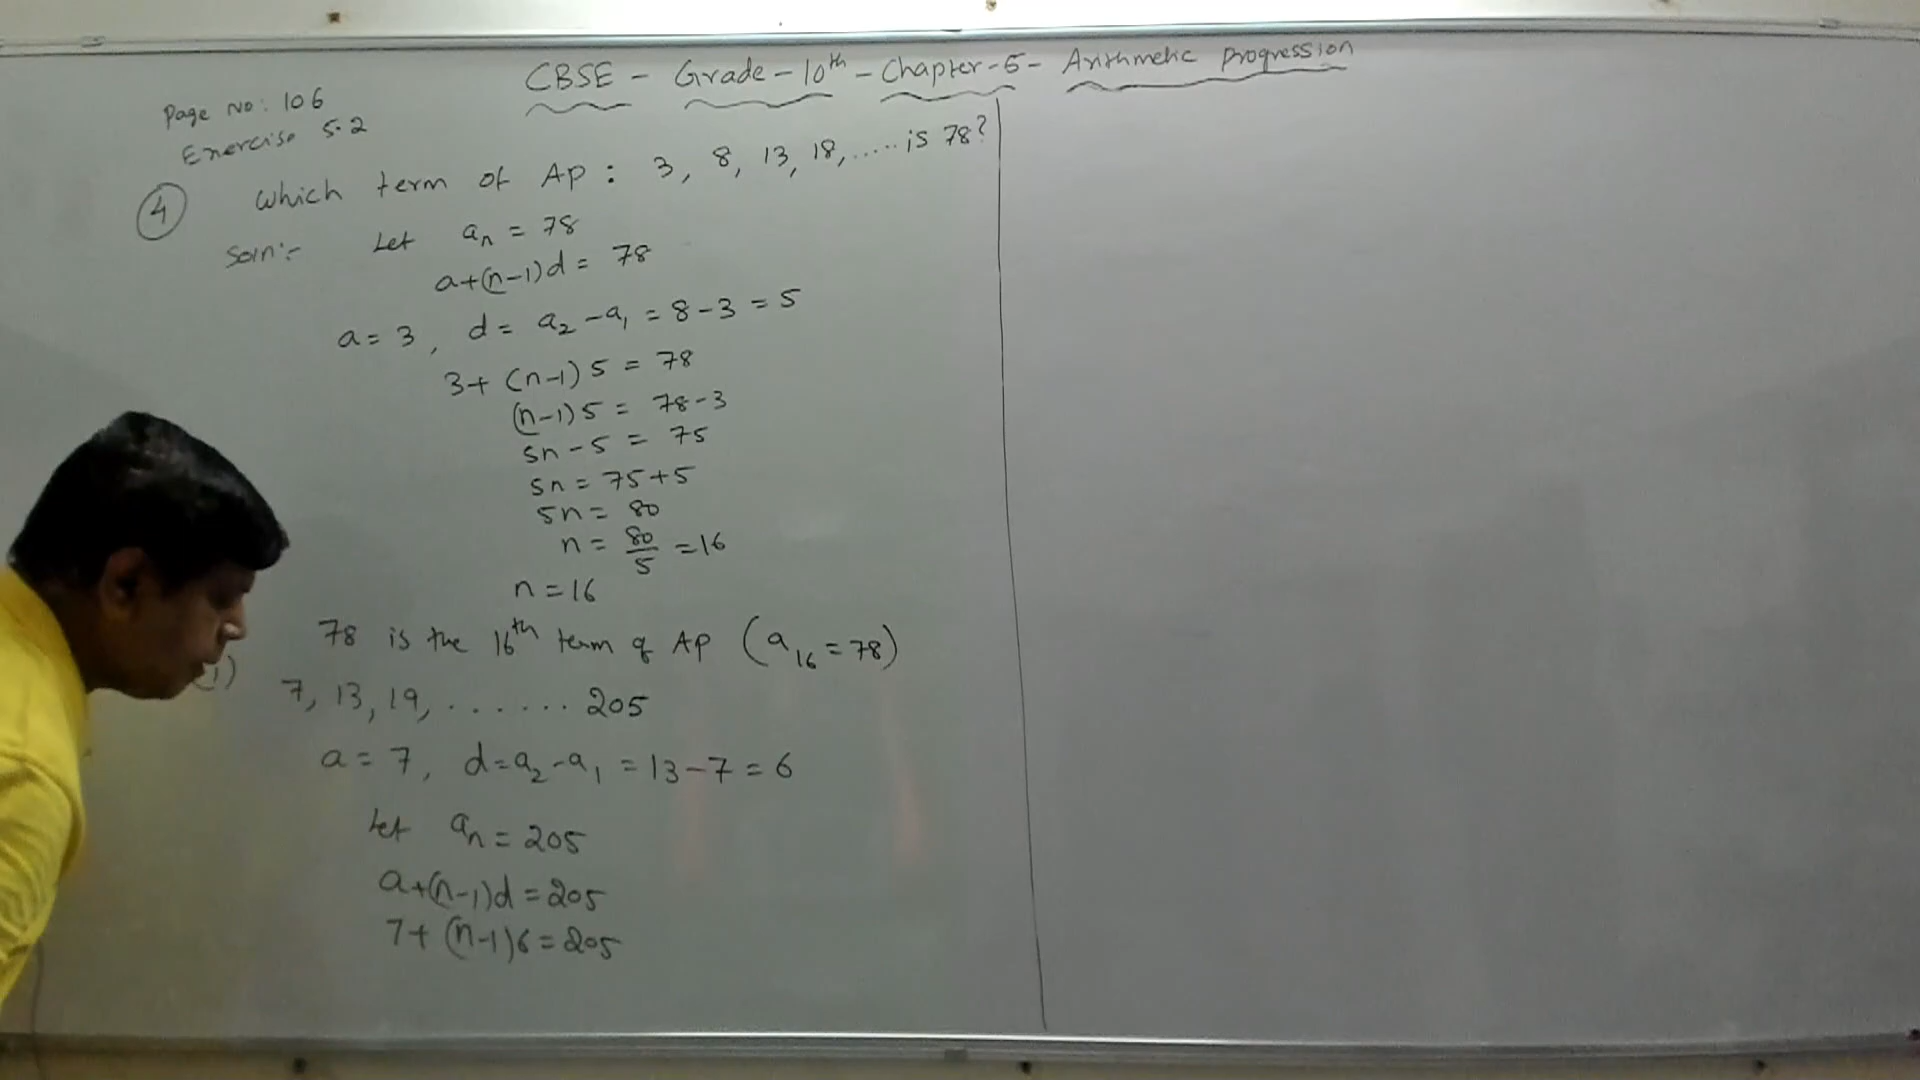 CBSE - Grade - 10th - Chapter - 5 - Arithmetic Progression
Page No: 106
Exercise 5.2
4 Which term of AP: 3, 8, 13, 18, ..... is 78?
Soln:- Let aₙ = 78
a+(n-1)d = 78
a = 3, d = a₂ - a₁ = 8 - 3 = 5
3+ (n-1) 5 = 78
(n-1) 5 = 78-3
5n - 5 = 75
5n = 75+5
5n = 80
n = 80/5 = 16
n = 16
78 is the 16th term of AP (a₁₆ = 78)
7, 13, 19, ....... 205
a = 7, d = a₂ - a₁ = 13 - 7 = 6
Let aₙ = 205
a+(n-1)d = 205
7+ (n-1)6 = 205